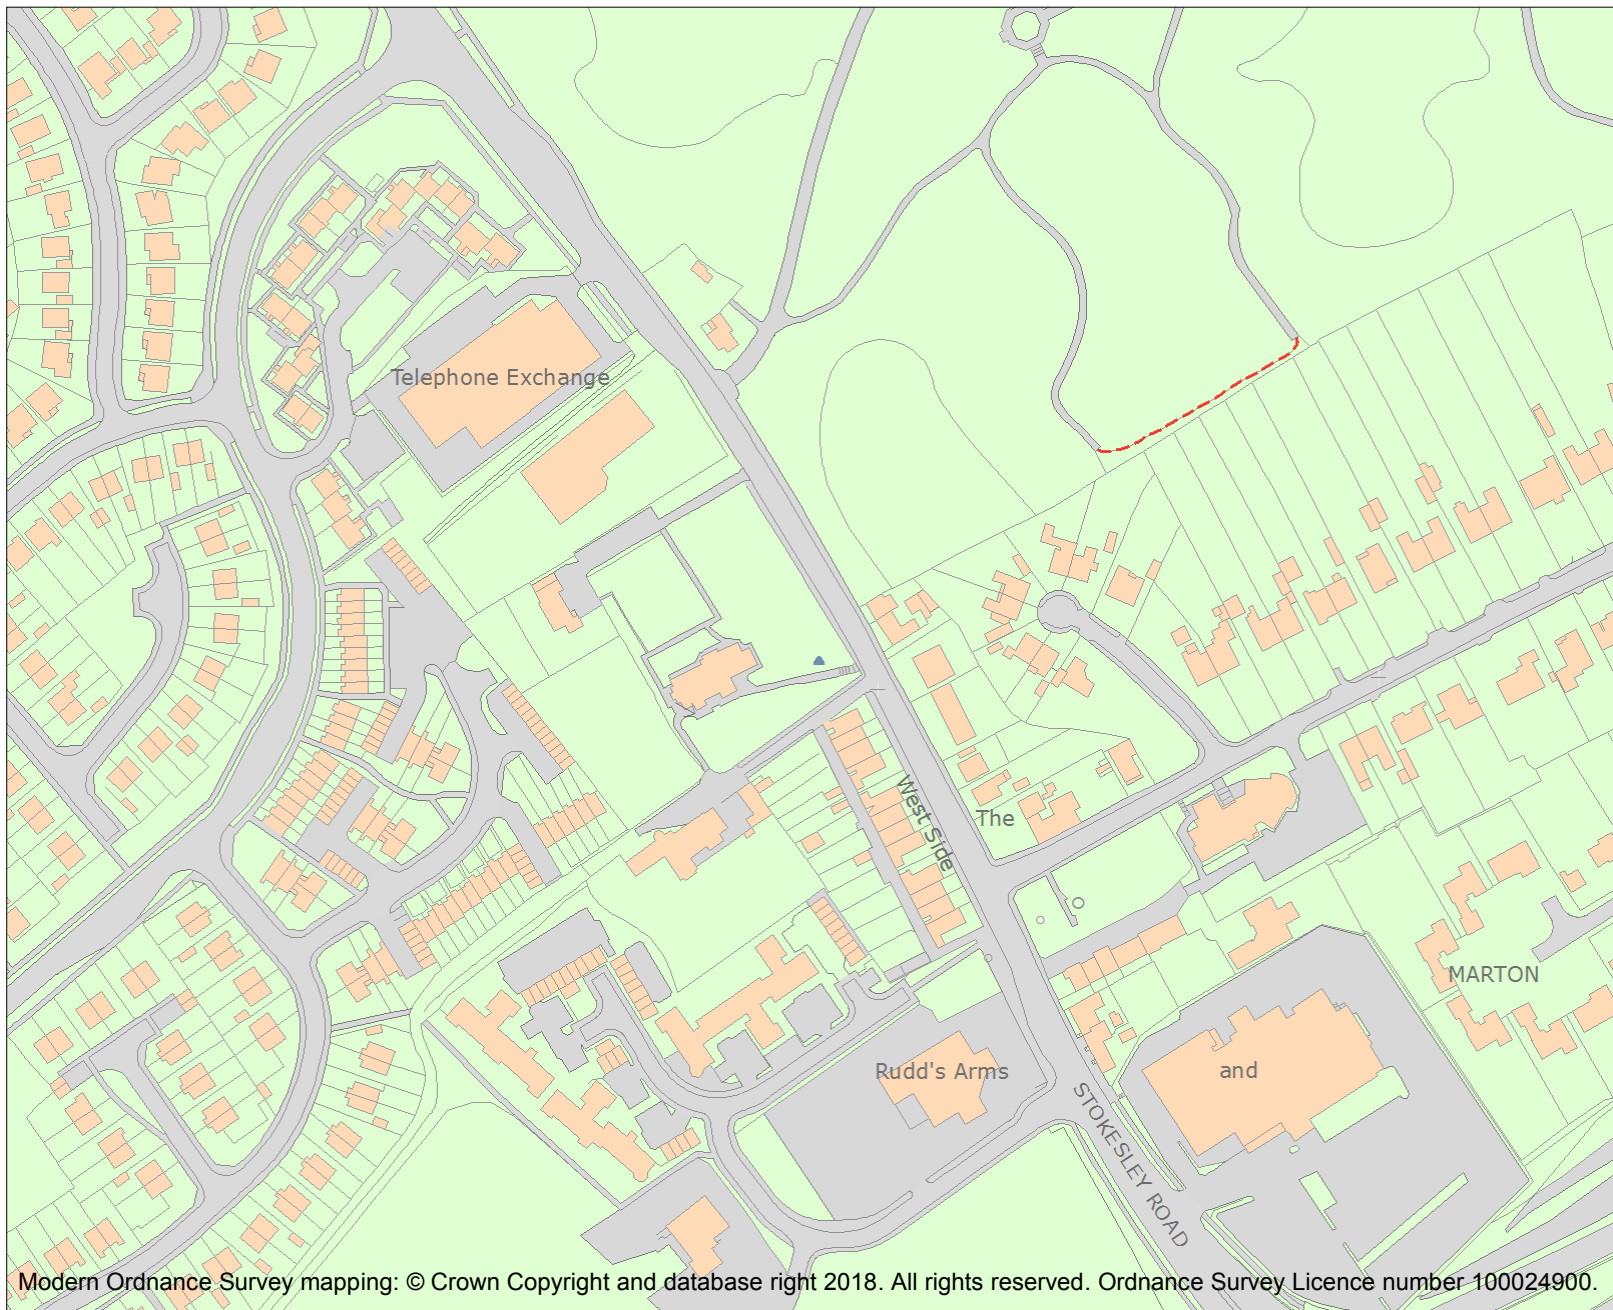 Telephone Exchange
West Side
The
MARTON
Rudd's Arms
and
STOKESLEY ROAD
Modern Ordnance Survey mapping: © Crown Copyright and database right 2018. All rights reserved. Ordnance Survey Licence number 100024900.